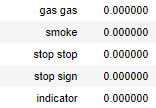 gas gas 0.000000
smoke 0.000000
stop stop 0.000000
stop sign 0.000000
indicator 0.000000